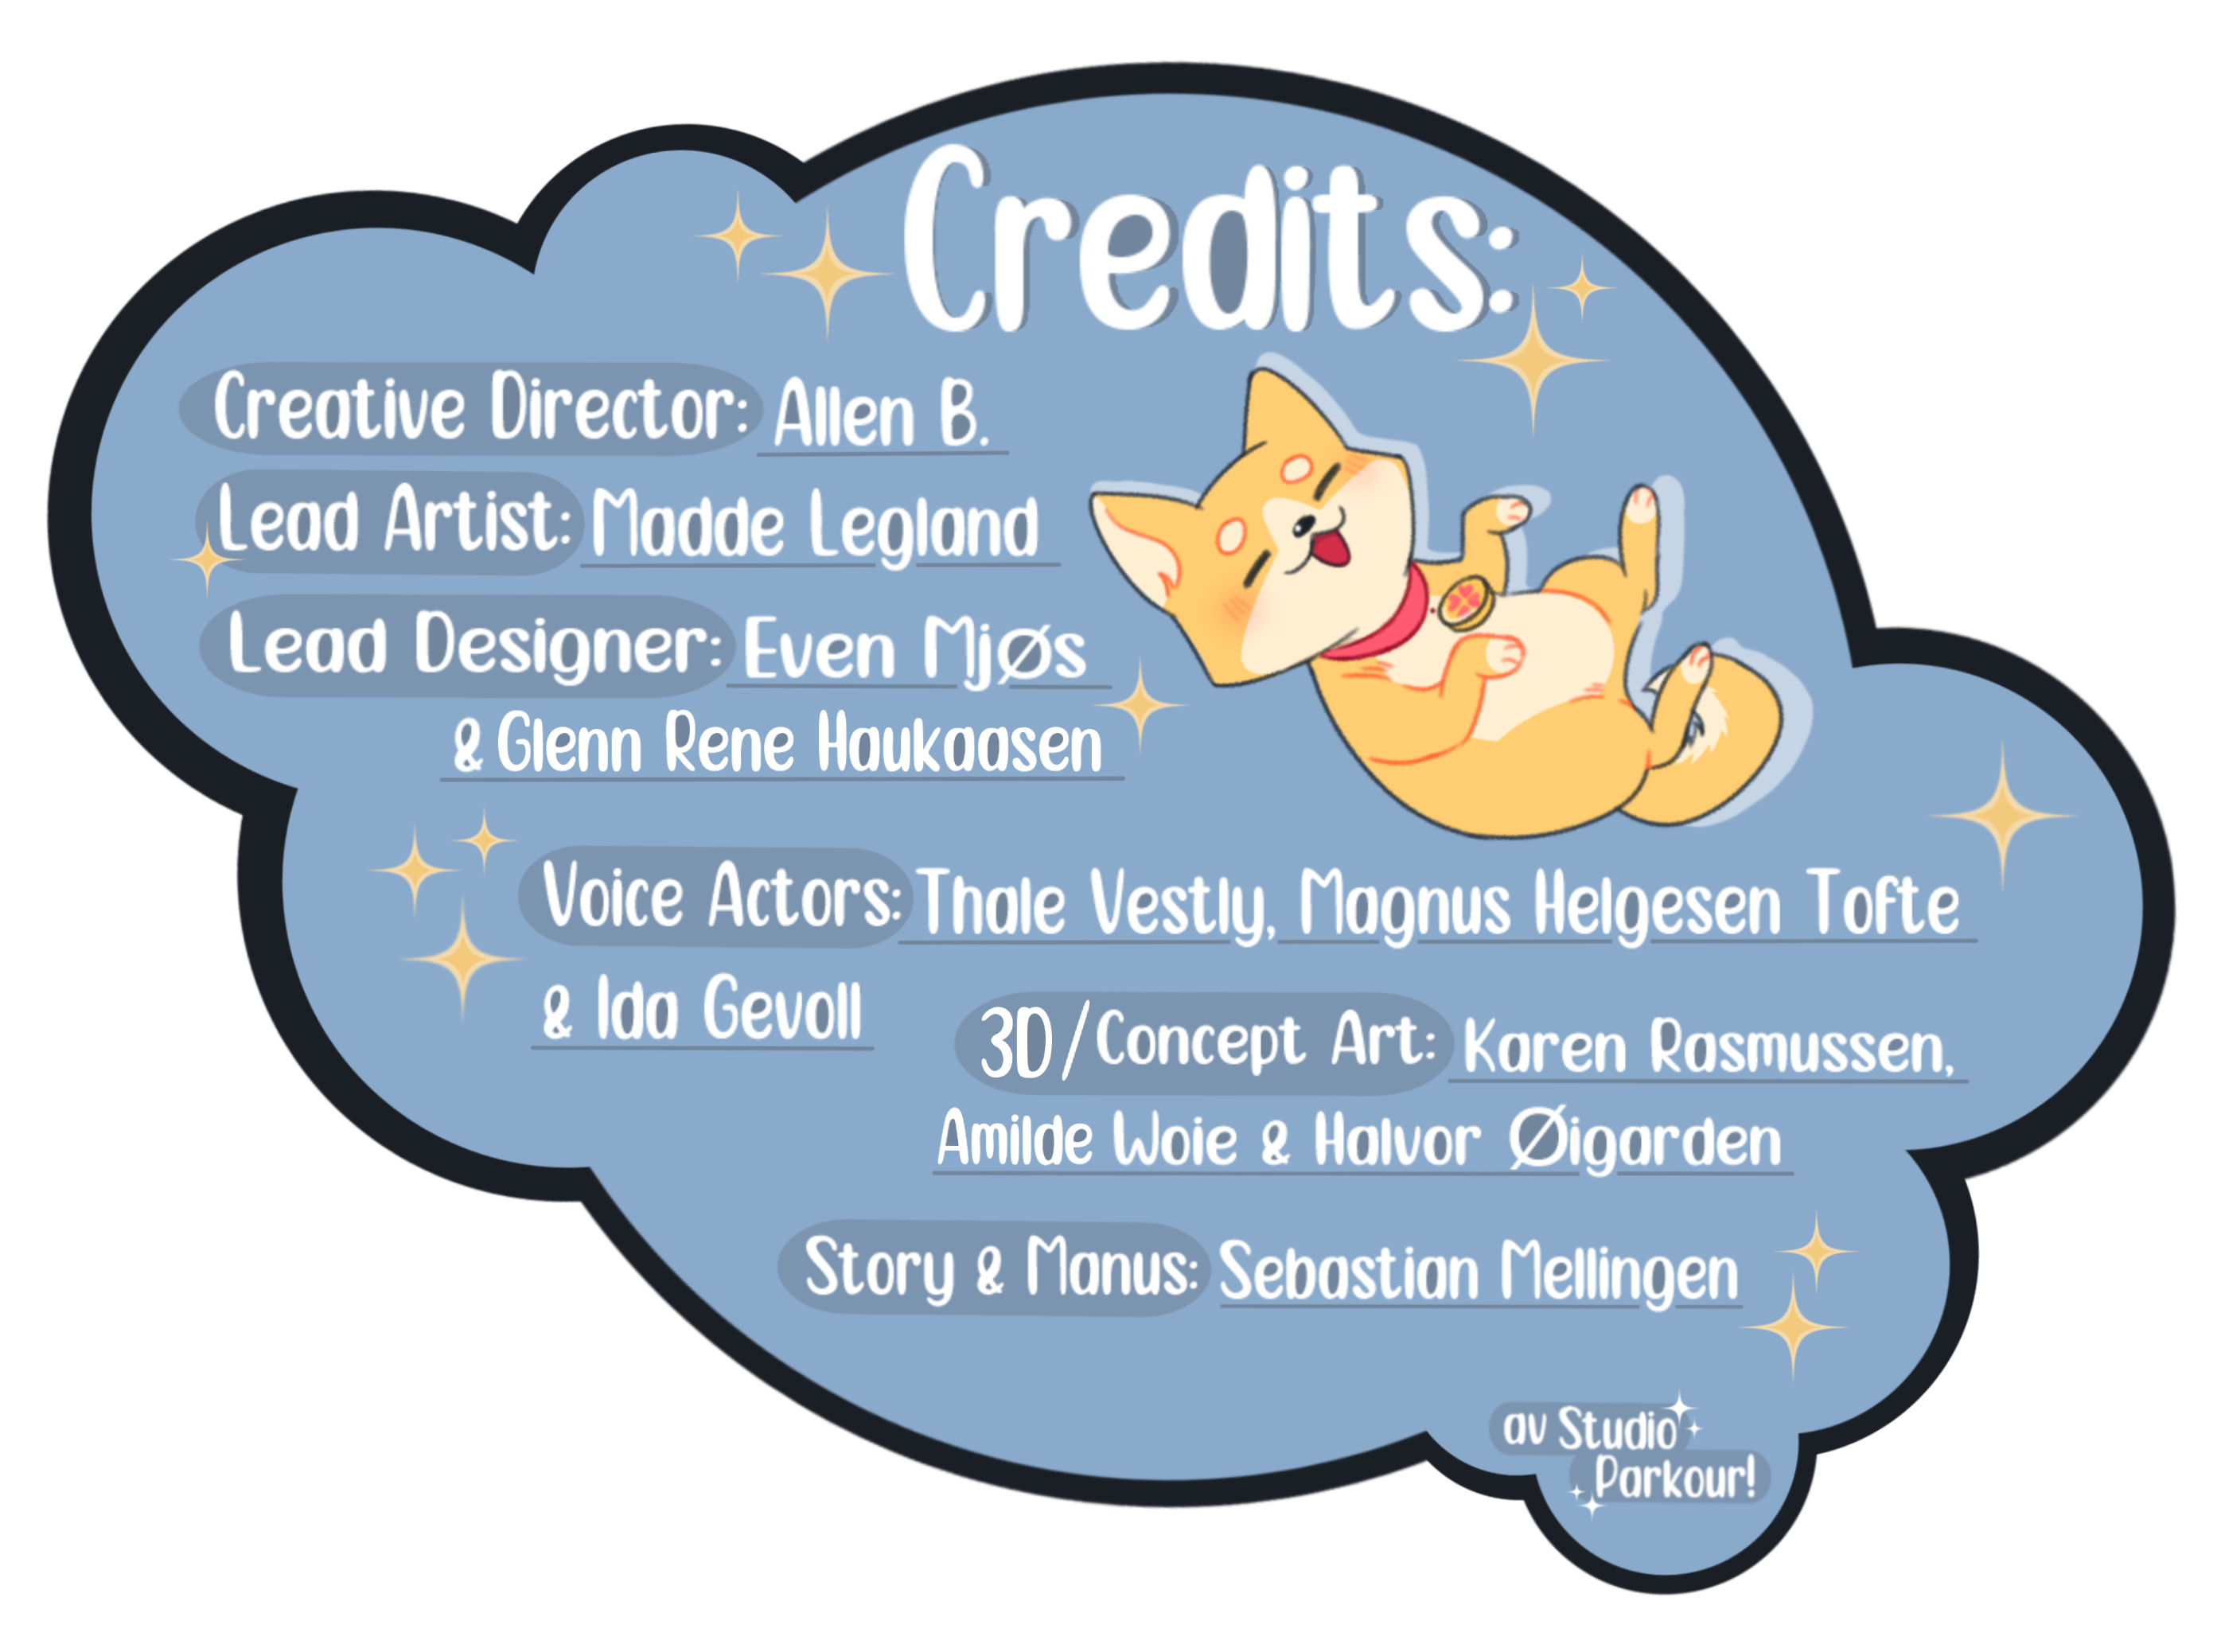 Credits:
Creative Director: Allen B.
Lead Artist: Madde Legland
Lead Designer: Even Mjøs
& Glenn Rene Haukaasen
Voice Actors: Thale Vestly, Magnus Helgesen Tofte
& Ida Gevoll
3D/Concept Art: Karen Rasmussen,
Amilde Woie & Halvor Øigarden
Story & Manus: Sebastian Mellingen
av Studio
Parkour!